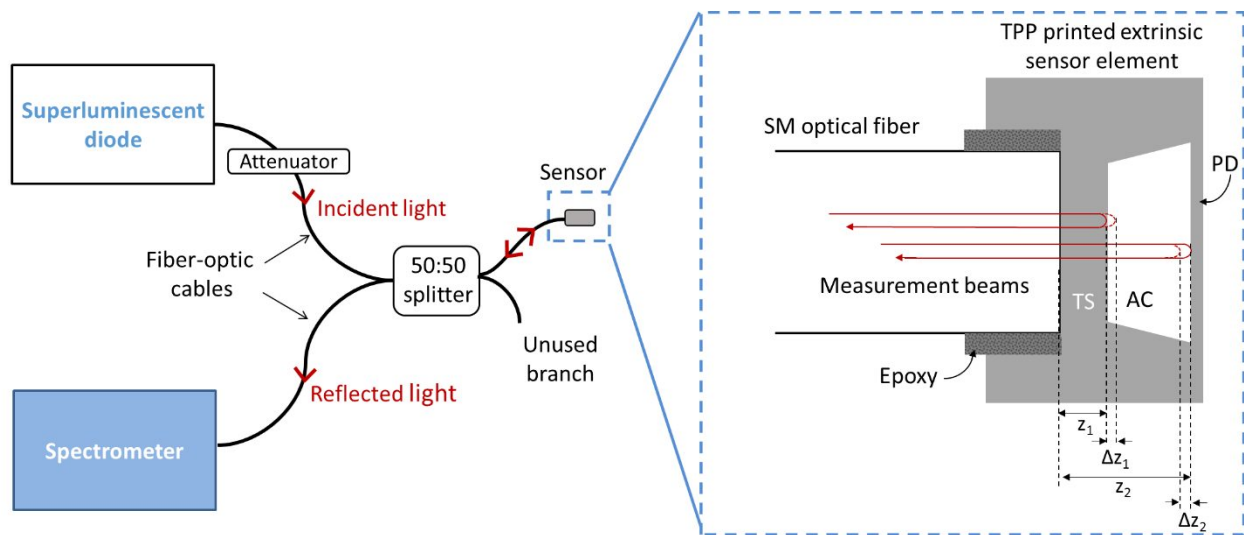 Superluminescent
diode
Attenuator
Incident light
Fiber-optic
cables
50:50
splitter
Sensor
Unused
branch
Reflected light
Spectrometer
TPP printed extrinsic
sensor element
SM optical fiber
PD
Measurement beams
TS
AC
Epoxy
z₁
Δz₁
z₂
Δz₂